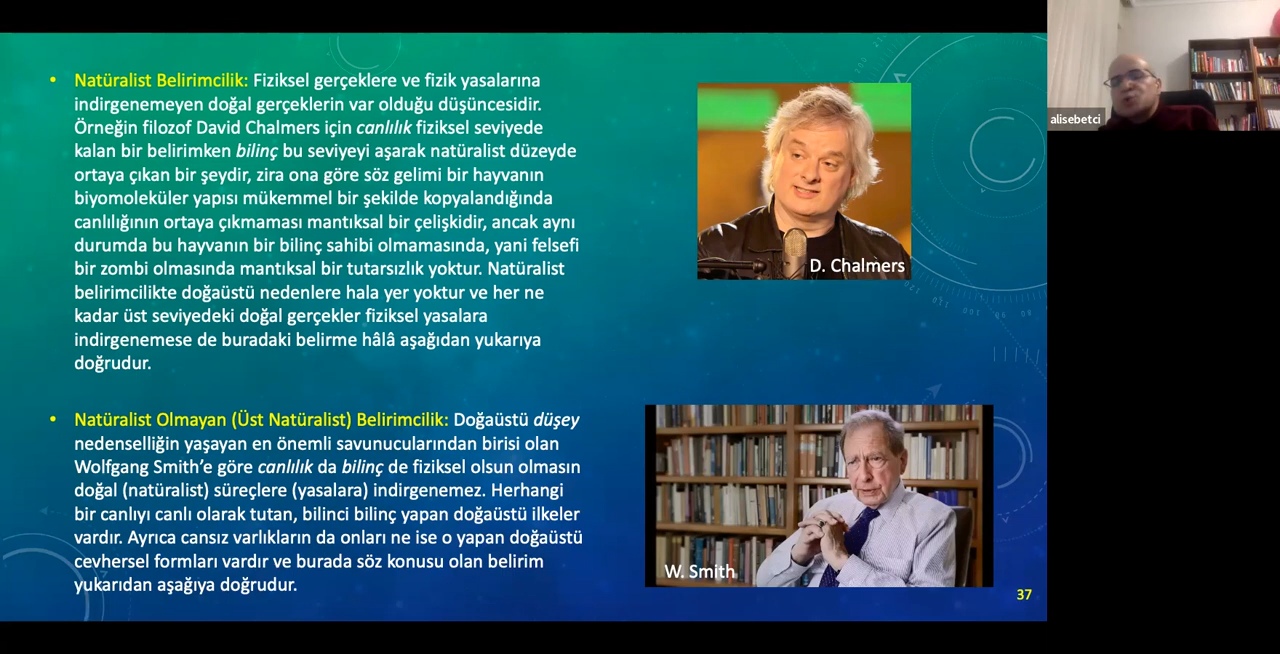 • Natüralist Belirimcilik: Fiziksel gerçeklere ve fizik yasalarına
indirgenemeyen doğal gerçeklerin var olduğu düşüncesidir.
Örneğin filozof David Chalmers için canlılık fiziksel seviyede
kalan bir belirimken bilinç bu seviyeyi aşarak natüralist düzeyde
ortaya çıkan bir şeydir, zira ona göre söz gelimi bir hayvanın
biyomoleküler yapısı mükemmel bir şekilde kopyalandığında
canlılığının ortaya çıkmaması mantıksal bir çelişkidir, ancak aynı
durumda bu hayvanın bir bilinç sahibi olmamasında, yani felsefi
bir zombi olmasında mantıksal bir tutarsızlık yoktur. Natüralist
belirimcilikte doğaüstü nedenlere hala yer yoktur ve her ne
kadar üst seviyedeki doğal gerçekler fiziksel yasalara
indirgenemese de buradaki belirme hâlâ aşağıdan yukarıya
doğrudur.
D. Chalmers
• Natüralist Olmayan (Üst Natüralist) Belirimcilik: Doğaüstü düşey
nedenselliğin yaşayan en önemli savunucularından birisi olan
Wolfgang Smith’e göre canlılık da bilinç de fiziksel olsun olmasın
doğal (natüralist) süreçlere (yasalara) indirgenemez. Herhangi
bir canlıyı canlı olarak tutan, bilinci bilinç yapan doğaüstü ilkeler
vardır. Ayrıca cansız varlıkların da onları ne ise o yapan doğaüstü
cevhersel formları vardır ve burada söz konusu olan belirim
yukarıdan aşağıya doğrudur.
W. Smith
37
alisebetci